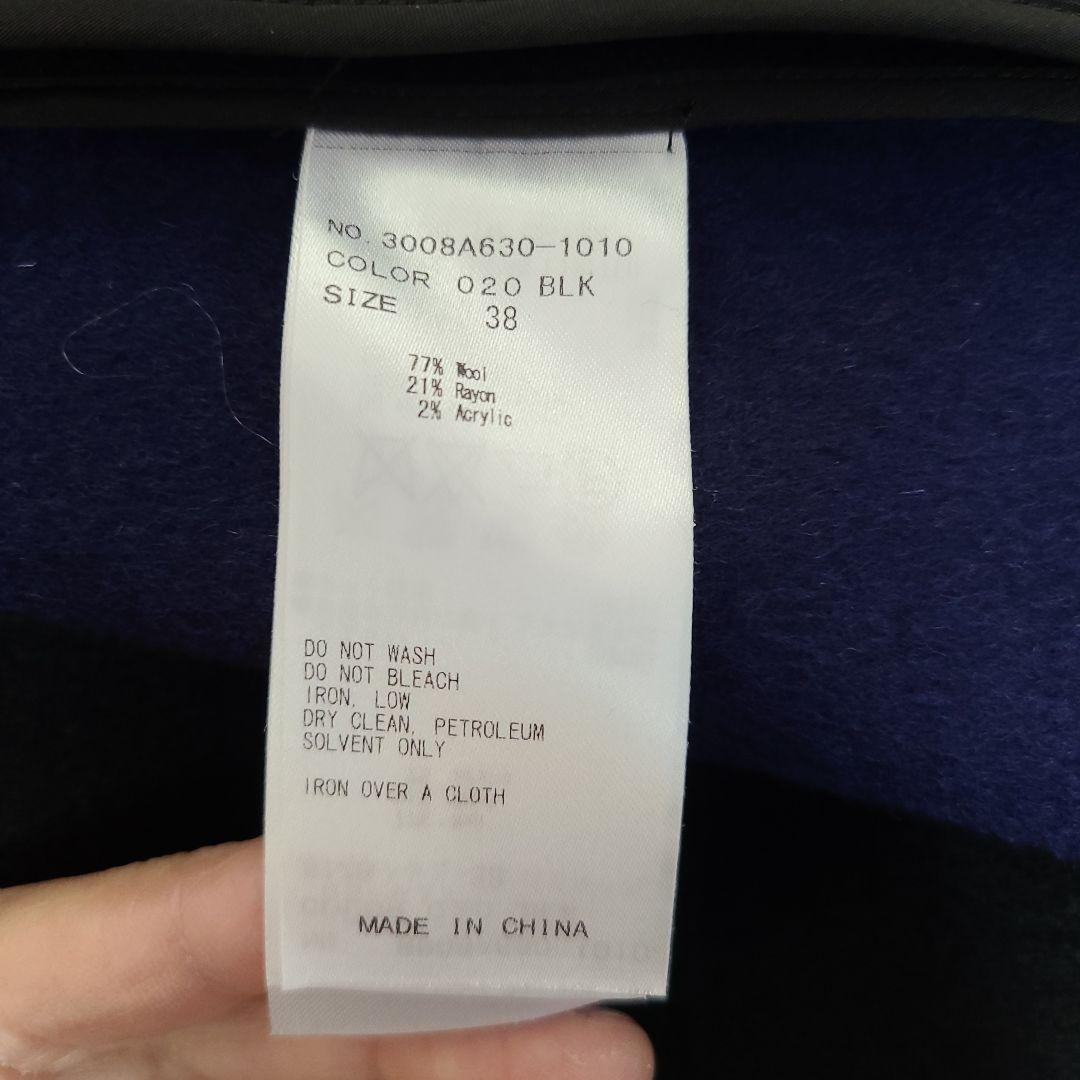 NO. 3008A630-1010
COLOR 020 BLK
SIZE 38
77% Wool
21% Rayon
2% Acrylic
DO NOT WASH
DO NOT BLEACH
IRON, LOW
DRY CLEAN, PETROLEUM
SOLVENT ONLY
IRON OVER A CLOTH
MADE IN CHINA